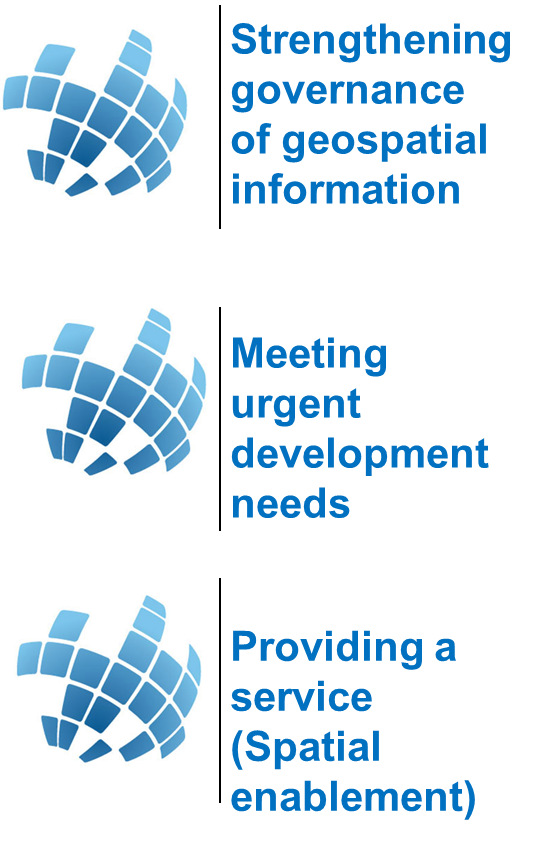 Strengthening
governance
of geospatial
information
Meeting
urgent
development
needs
Providing a
service
(Spatial
enablement)